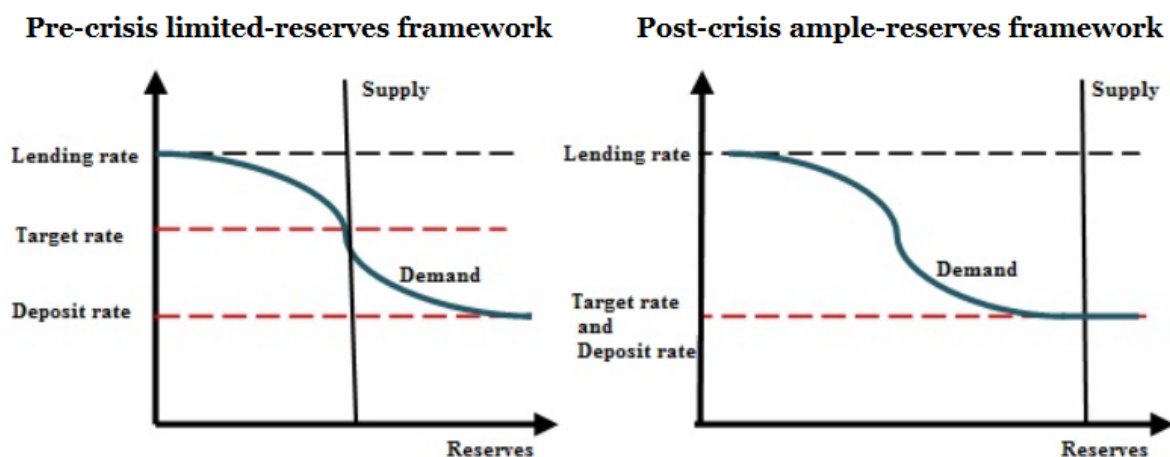 Pre-crisis limited-reserves framework
Supply
Lending rate
Target rate
Demand
Deposit rate
Reserves
Post-crisis ample-reserves framework
Supply
Lending rate
Demand
Target rate
and
Deposit rate
Reserves